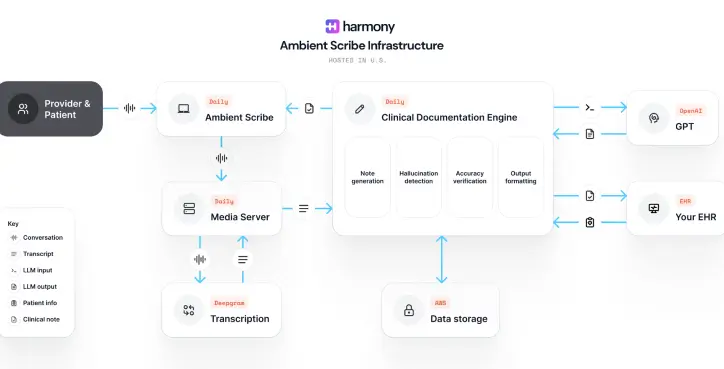 harmony
Ambient Scribe Infrastructure
HOSTED IN U.S.
Provider &
Patient
Daily
Ambient Scribe
Daily
Clinical Documentation Engine
Note
generation
Hallucination
detection
Accuracy
verification
Output
formatting
OpenAI
GPT
Daily
Media Server
EHR
Your EHR
Key
Conversation
Transcript
LLM input
LLM output
Patient info
Clinical note
Deepgram
Transcription
AWS
Data storage